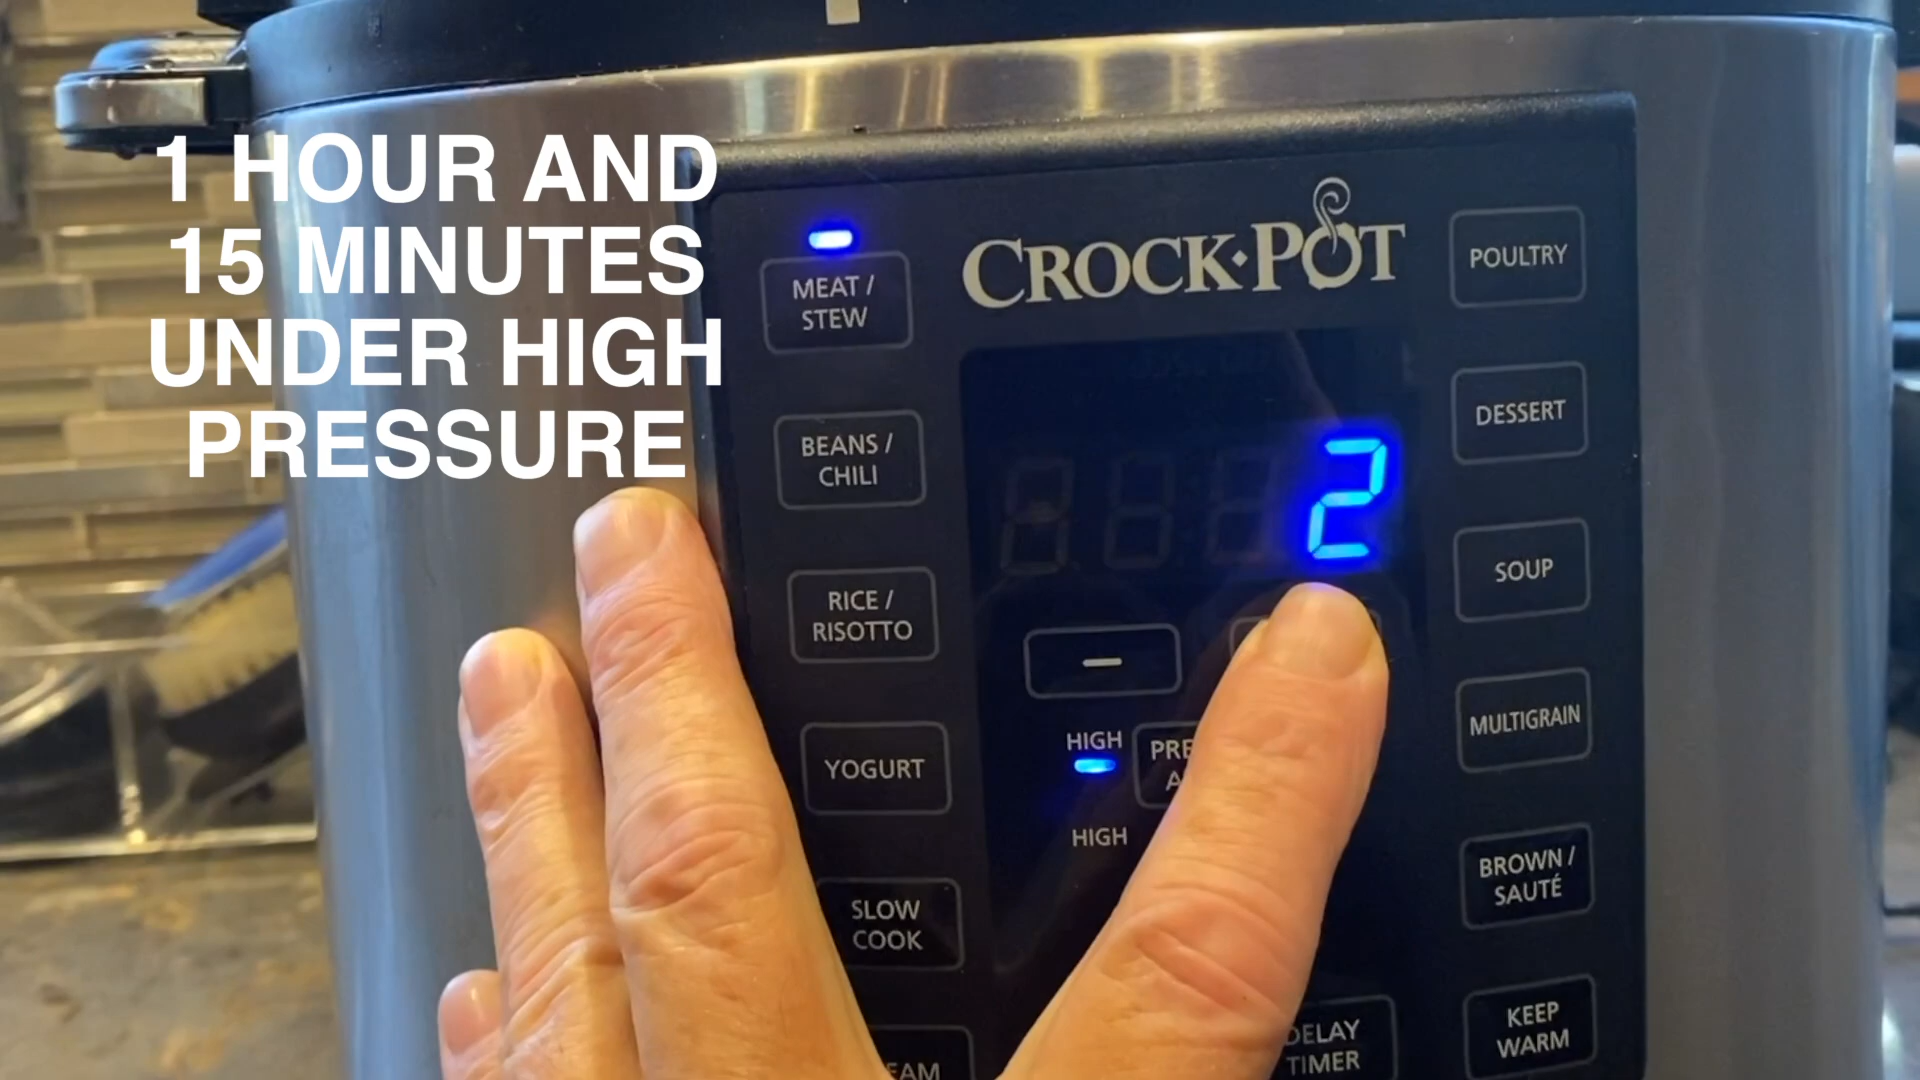 1 HOUR AND
15 MINUTES
UNDER HIGH
PRESSURE
CROCK•POT
MEAT /
STEW
BEANS /
CHILI
RICE /
RISOTTO
YOGURT
SLOW
COOK
2
–
HIGH
HIGH
POULTRY
DESSERT
SOUP
MULTIGRAIN
BROWN /
SAUTÉ
KEEP
WARM
DELAY
TIMER